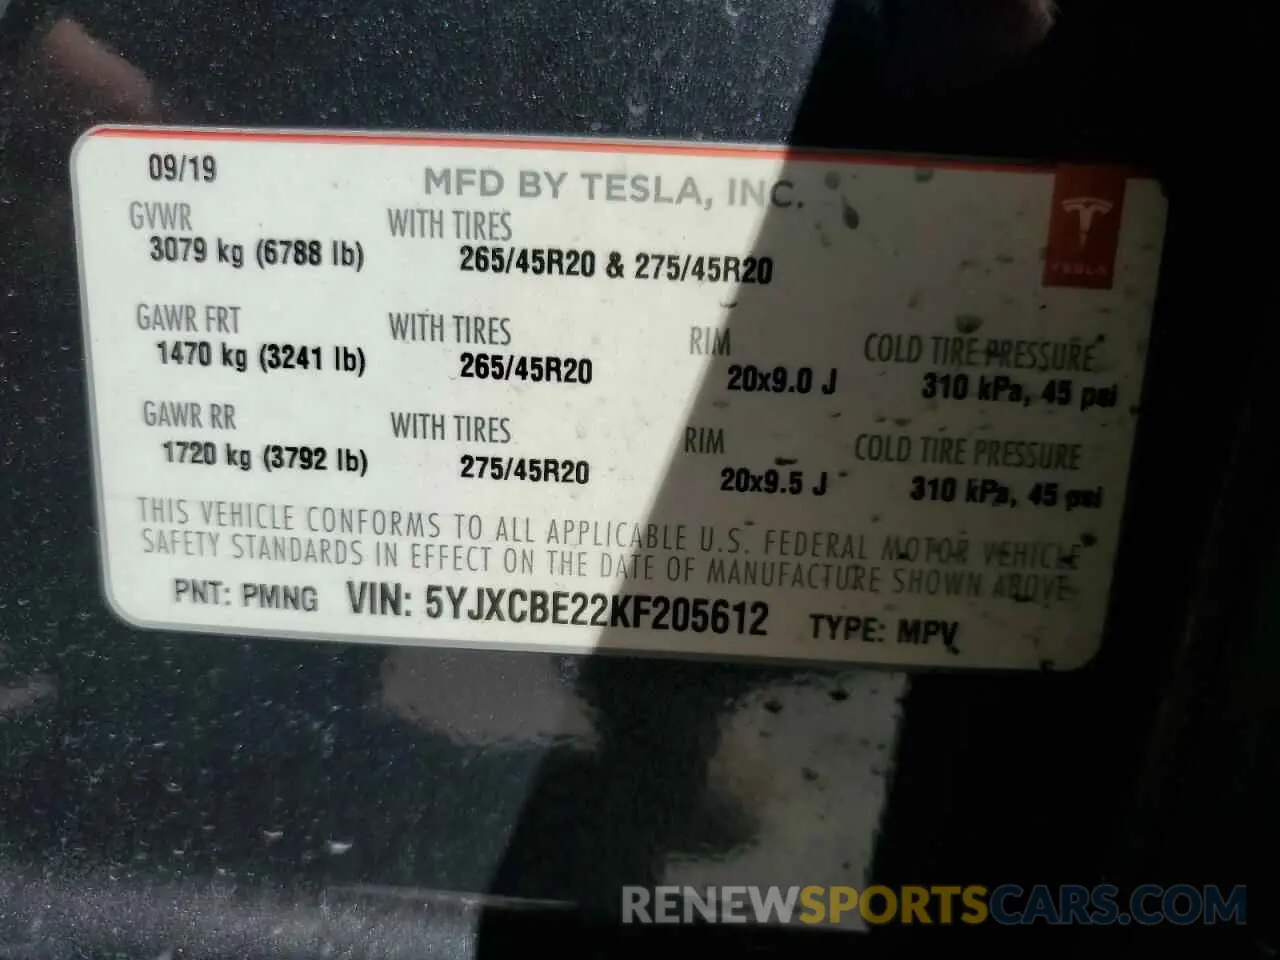 09/19
MFD BY TESLA, INC.
TESLA
GVWR WITH TIRES
3079 kg (6788 lb) 265/45R20 & 275/45R20
GAWR FRT WITH TIRES RIM COLD TIRE PRESSURE
1470 kg (3241 lb) 265/45R20 20x9.0 J 310 kPa, 45 psi
GAWR RR WITH TIRES RIM COLD TIRE PRESSURE
1720 kg (3792 lb) 275/45R20 20x9.5 J 310 kPa, 45 psi
THIS VEHICLE CONFORMS TO ALL APPLICABLE U.S. FEDERAL MOTOR VEHICLE
SAFETY STANDARDS IN EFFECT ON THE DATE OF MANUFACTURE SHOWN ABOVE
PNT: PMNG VIN: 5YJXCBE22KF205612 TYPE: MPV
RENEWSPORTSCARS.COM